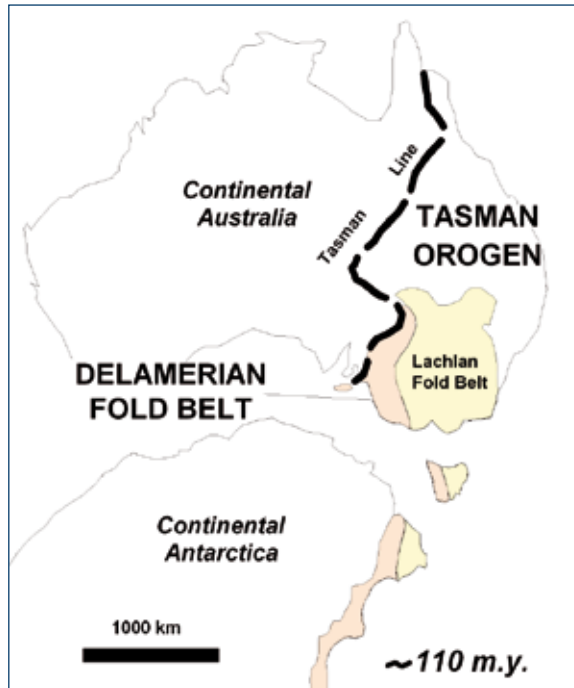 Continental
Australia
Tasman
Line
TASMAN
OROGEN
DELAMERIAN
FOLD BELT
Lachlan
Fold Belt
Continental
Antarctica
1000 km
~110 m.y.